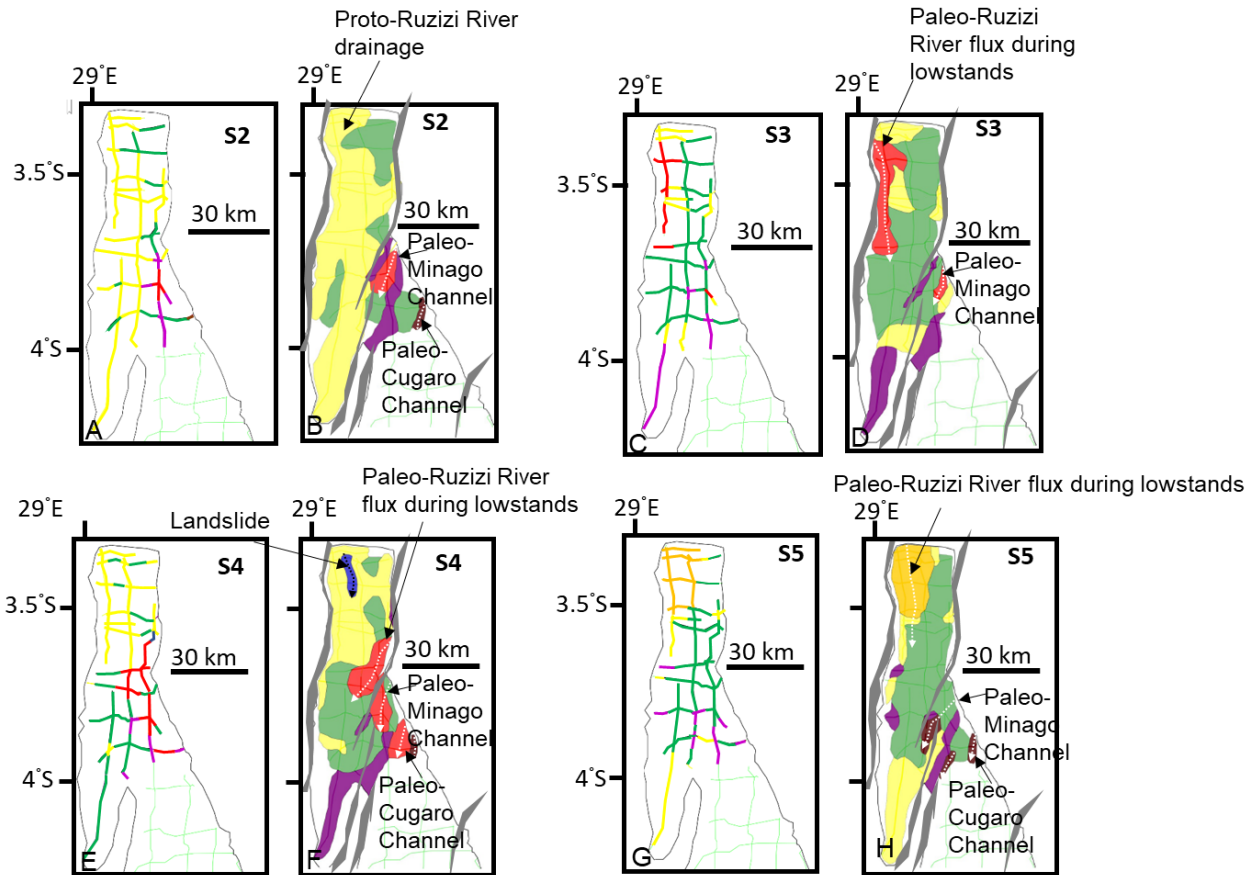 Proto-Ruzizi River
drainage
29°E
29°E
S2
S2
3.5°S
30 km
30 km
Paleo-
Minago
Channel
4°S
Paleo-
Cugaro
Channel
A
B
Paleo-Ruzizi
River flux during
lowstands
29°E
29°E
S3
S3
3.5°S
30 km
30 km
Paleo-
Minago
Channel
4°S
C
D
Paleo-Ruzizi River
flux during lowstands
Landslide
29°E
29°E
S4
S4
3.5°S
30 km
30 km
Paleo-
Minago
Channel
4°S
Paleo-
Cugaro
Channel
E
F
Paleo-Ruzizi River flux during lowstands
29°E
29°E
S5
S5
3.5°S
30 km
30 km
Paleo-
Minago
Channel
4°S
Paleo-
Cugaro
Channel
G
H